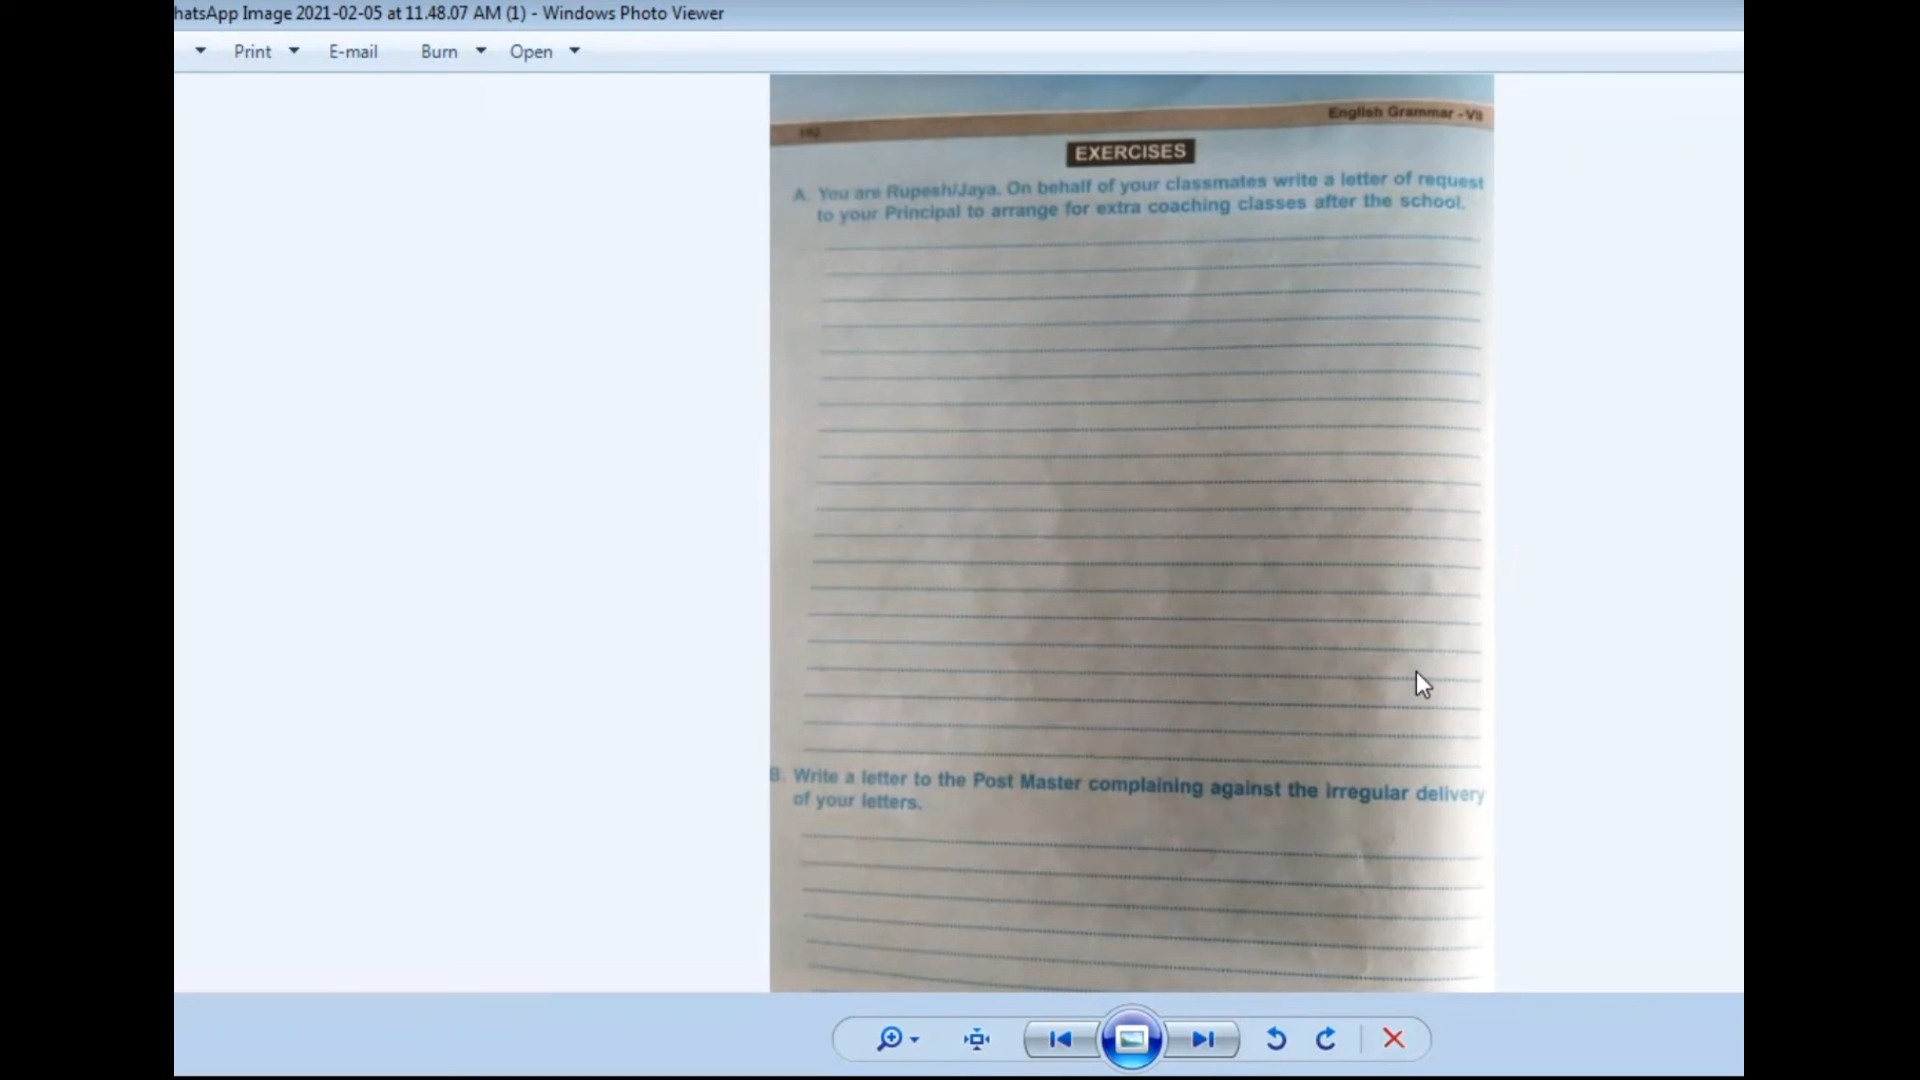 hatsApp Image 2021-02-05 at 11.48.07 AM (1) - Windows Photo Viewer
Print E-mail Burn Open
192 English Grammar - VII
EXERCISES
A. You are Rupesh/Jaya. On behalf of your classmates write a letter of request
to your Principal to arrange for extra coaching classes after the school.
B. Write a letter to the Post Master complaining against the irregular delivery
of your letters.